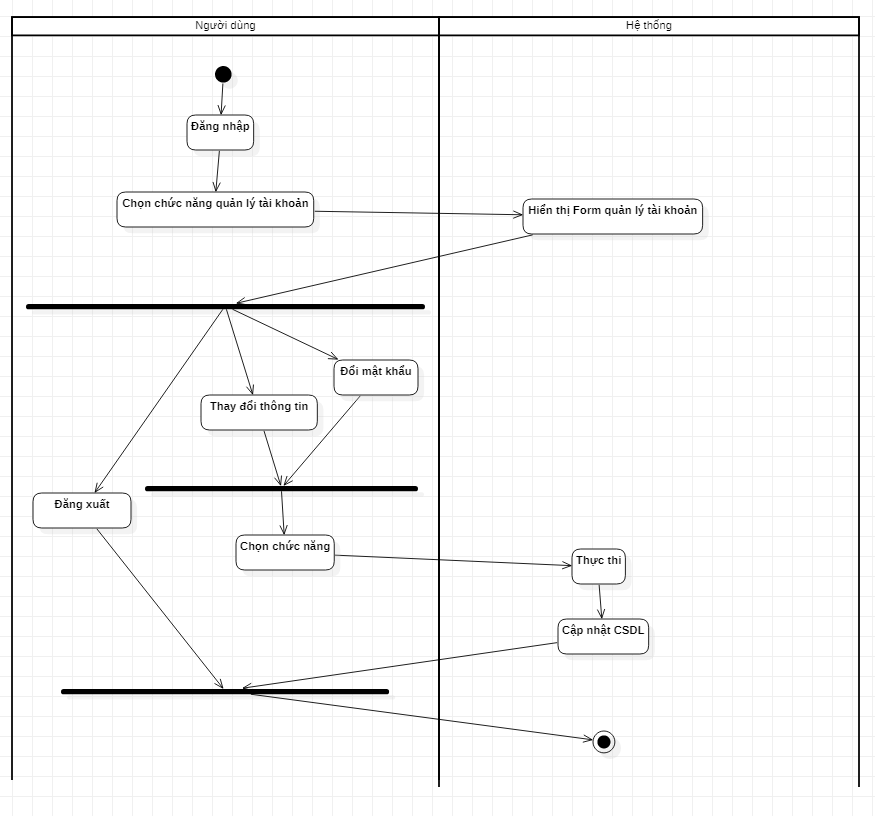 Người dùng
Hệ thống
Đăng nhập
Chọn chức năng quản lý tài khoản
Hiển thị Form quản lý tài khoản
Đổi mật khẩu
Thay đổi thông tin
Đăng xuất
Chọn chức năng
Thực thi
Cập nhật CSDL